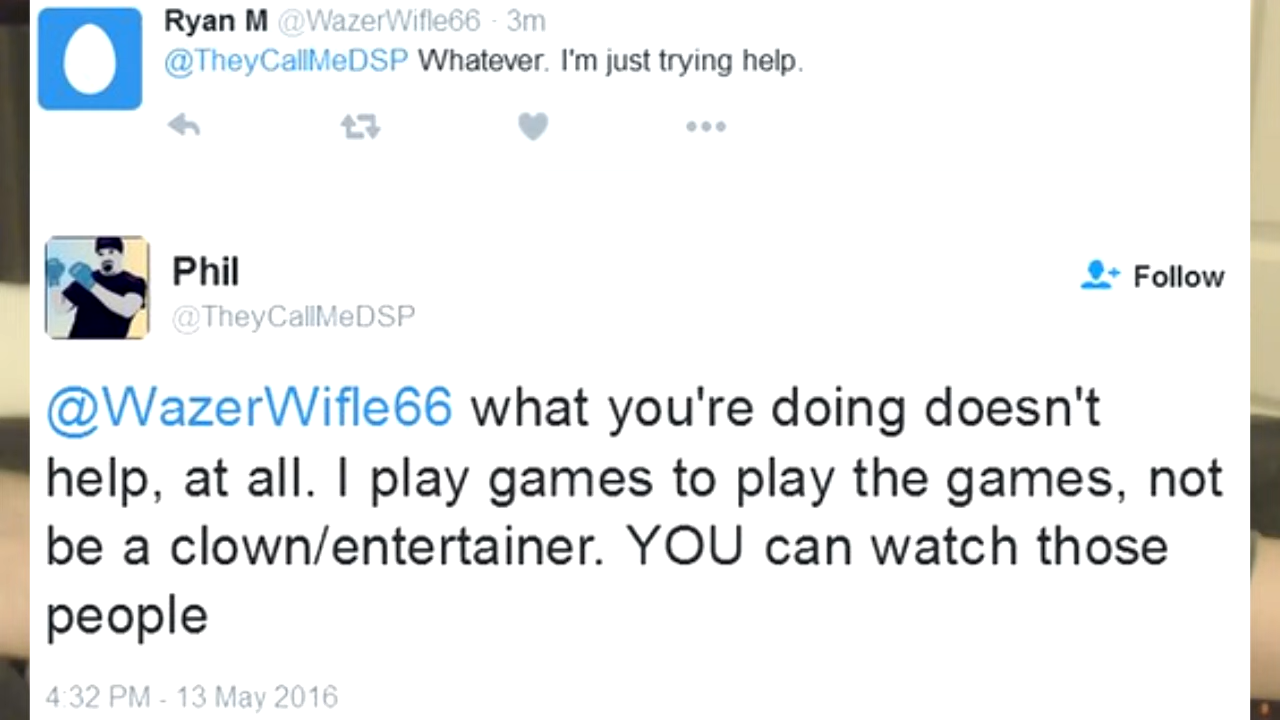 Ryan M @WazerWifle66 · 3m
@TheyCallMeDSP Whatever. I'm just trying help.
Phil
Follow
@TheyCallMeDSP
@WazerWifle66 what you're doing doesn't
help, at all. I play games to play the games, not
be a clown/entertainer. YOU can watch those
people
4:32 PM - 13 May 2016